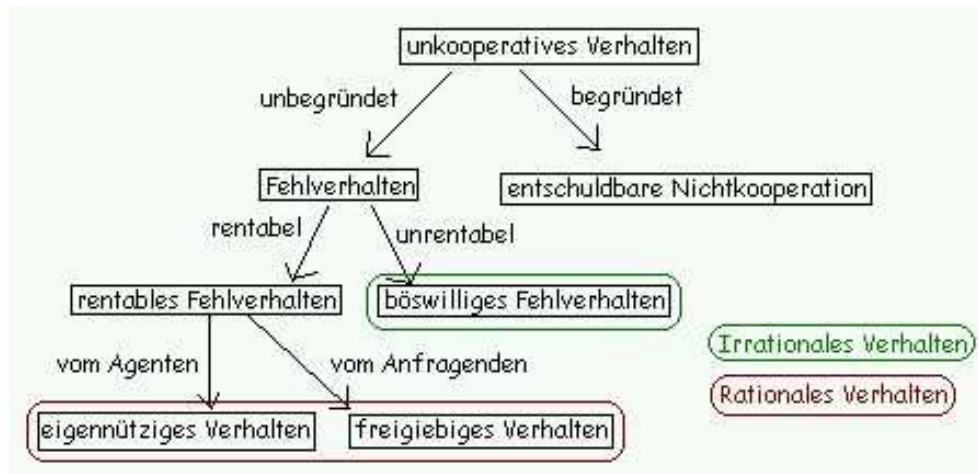 unkooperatives Verhalten
unbegründet
begründet
Fehlverhalten
entschuldbare Nichtkooperation
rentabel
unrentabel
rentables Fehlverhalten
böswilliges Fehlverhalten
Irrationales Verhalten
vom Agenten
vom Anfragenden
Rationales Verhalten
eigennütziges Verhalten
freigiebiges Verhalten